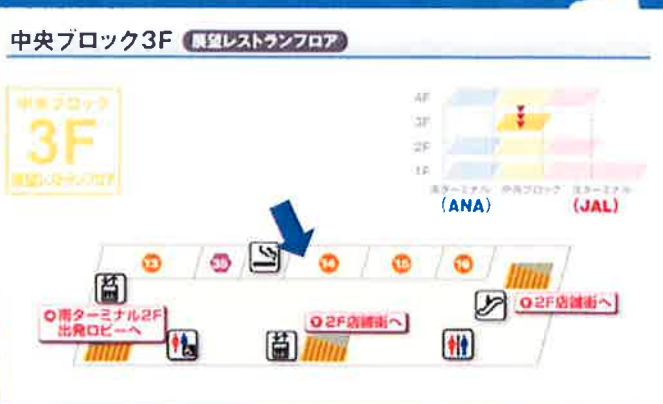 中央ブロック3F 展望レストランフロア
中央ブロック
3F
展望レストランフロア
4F
3F
2F
1F
南ターミナル 中央ブロック 北ターミナル
(ANA) (JAL)
13 35 14 15 16
南ターミナル2F
出発ロビーへ
2F店舗街へ
2F店舗街へ